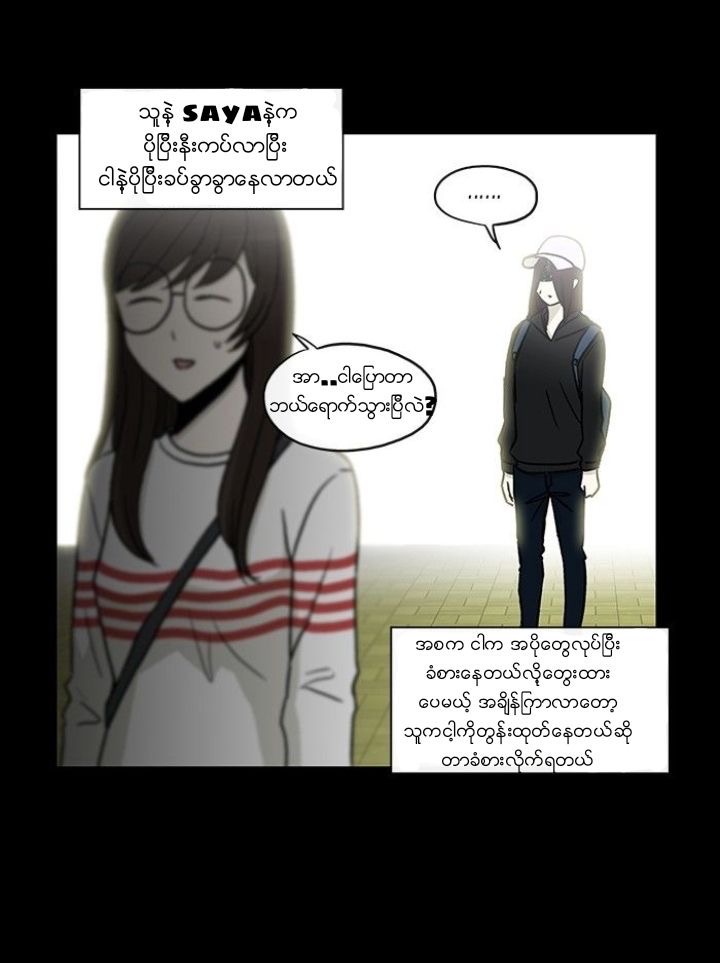 သူနဲ့ SAYAနဲ့က
ပိုပြီးနီးကပ်လာပြီး
ငါနဲ့ပိုပြီးခပ်ခွာခွာနေလာတယ်
......
အာ..ငါပြောတာ
ဘယ်ရောက်သွားပြီလဲ?
အစက ငါက အပိုတွေလုပ်ပြီး
ခံစားနေတယ်လို့တွေးထား
ပေမယ့် အချိန်ကြာလာတော့
သူကငါ့ကိုတွန်းထုတ်နေတယ်ဆို
တာခံစားလိုက်ရတယ်